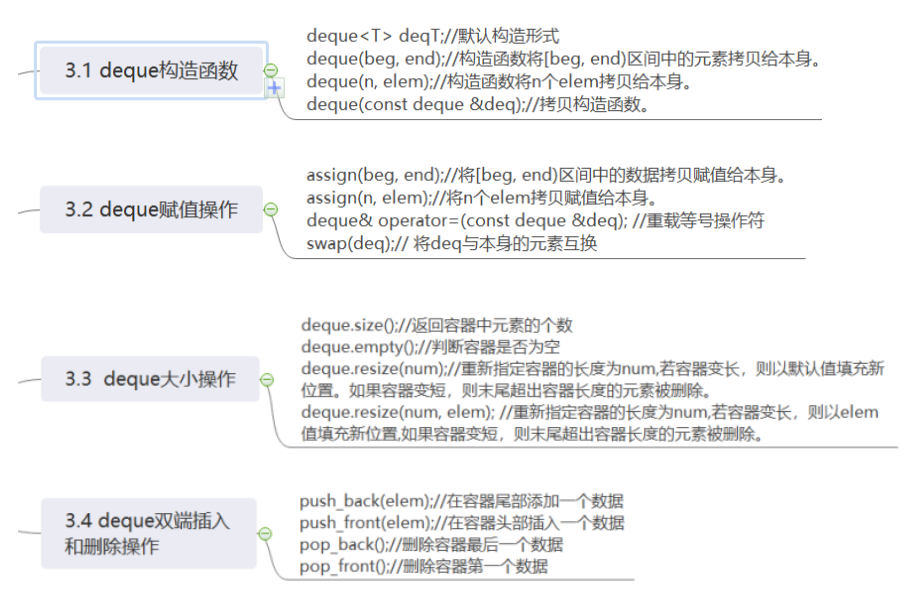 3.1 deque构造函数
deque<T> deqT;//默认构造形式
deque(beg, end);//构造函数将[beg, end)区间中的元素拷贝给本身。
deque(n, elem);//构造函数将n个elem拷贝给本身。
deque(const deque &deq);//拷贝构造函数。
3.2 deque赋值操作
assign(beg, end);//将[beg, end)区间中的数据拷贝赋值给本身。
assign(n, elem);//将n个elem拷贝赋值给本身。
deque& operator=(const deque &deq); //重载等号操作符
swap(deq);// 将deq与本身的元素互换
3.3 deque大小操作
deque.size();//返回容器中元素的个数
deque.empty();//判断容器是否为空
deque.resize(num);//重新指定容器的长度为num,若容器变长，则以默认值填充新
位置。如果容器变短，则末尾超出容器长度的元素被删除。
deque.resize(num, elem); //重新指定容器的长度为num,若容器变长，则以elem
值填充新位置,如果容器变短，则末尾超出容器长度的元素被删除。
3.4 deque双端插入
和删除操作
push_back(elem);//在容器尾部添加一个数据
push_front(elem);//在容器头部插入一个数据
pop_back();//删除容器最后一个数据
pop_front();//删除容器第一个数据